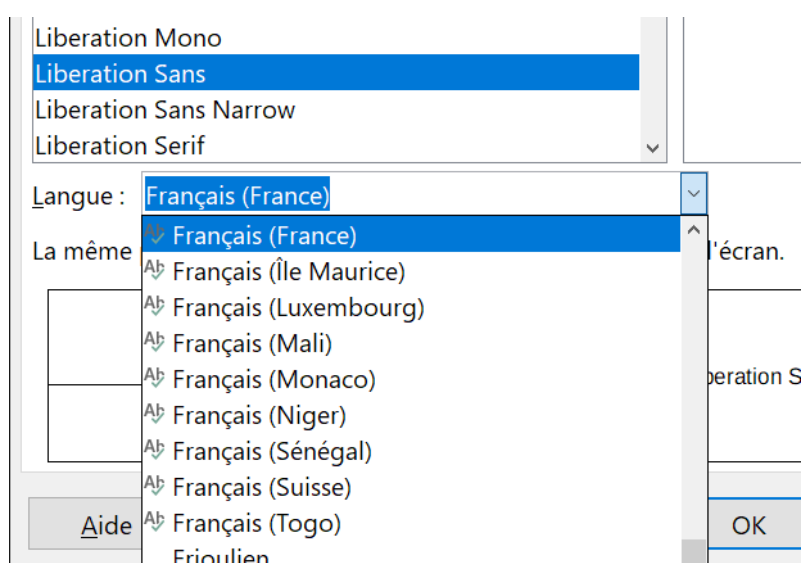 Liberation Mono
Liberation Sans
Liberation Sans Narrow
Liberation Serif
Langue : Français (France)
Français (France)
La même l'écran.
Français (Île Maurice)
Français (Luxembourg)
Français (Mali)
Français (Monaco)
Français (Niger)
Français (Sénégal)
Français (Suisse)
Aide Français (Togo) OK
Frioulien